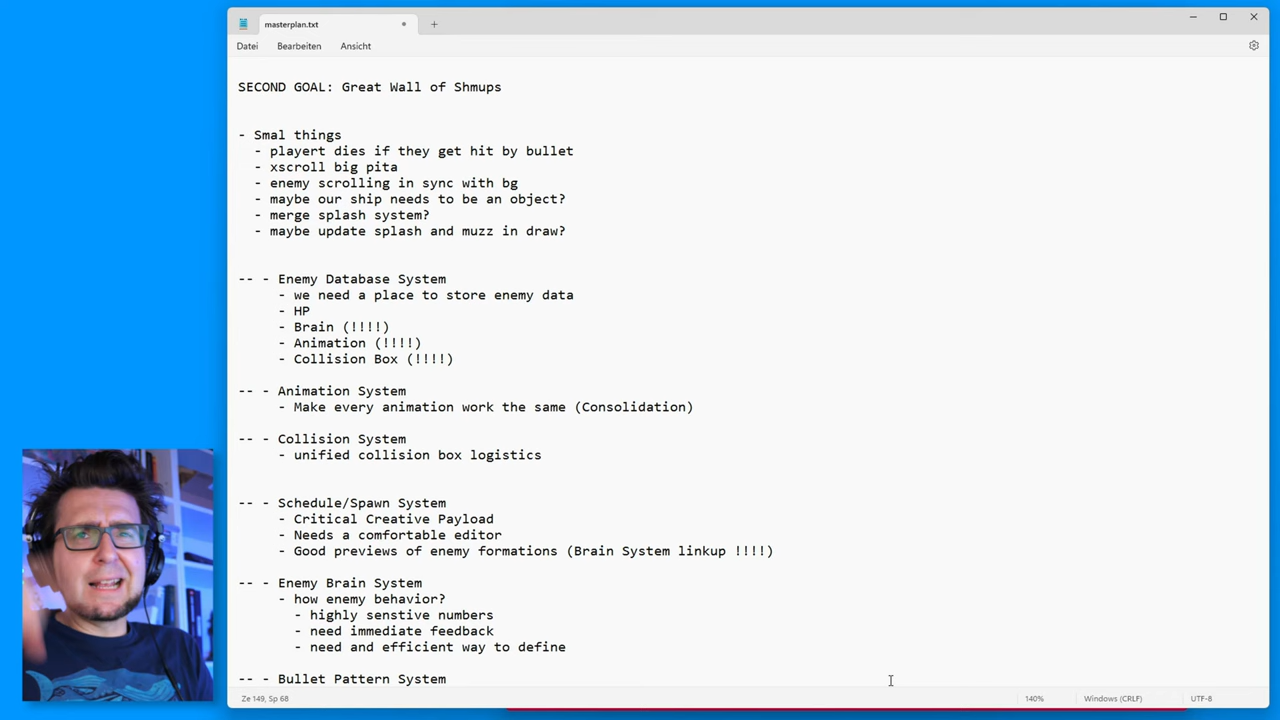 masterplan.txt
Datei Bearbeiten Ansicht
SECOND GOAL: Great Wall of Shmups
- Smal things
- playert dies if they get hit by bullet
- xscroll big pita
- enemy scrolling in sync with bg
- maybe our ship needs to be an object?
- merge splash system?
- maybe update splash and muzz in draw?
-- - Enemy Database System
- we need a place to store enemy data
- HP
- Brain (!!!!)
- Animation (!!!!)
- Collision Box (!!!!)
-- - Animation System
- Make every animation work the same (Consolidation)
-- - Collision System
- unified collision box logistics
-- - Schedule/Spawn System
- Critical Creative Payload
- Needs a comfortable editor
- Good previews of enemy formations (Brain System linkup !!!!)
-- - Enemy Brain System
- how enemy behavior?
- highly senstive numbers
- need immediate feedback
- need and efficient way to define
-- - Bullet Pattern System
Ze 149, Sp 68 140% Windows (CRLF) UTF-8